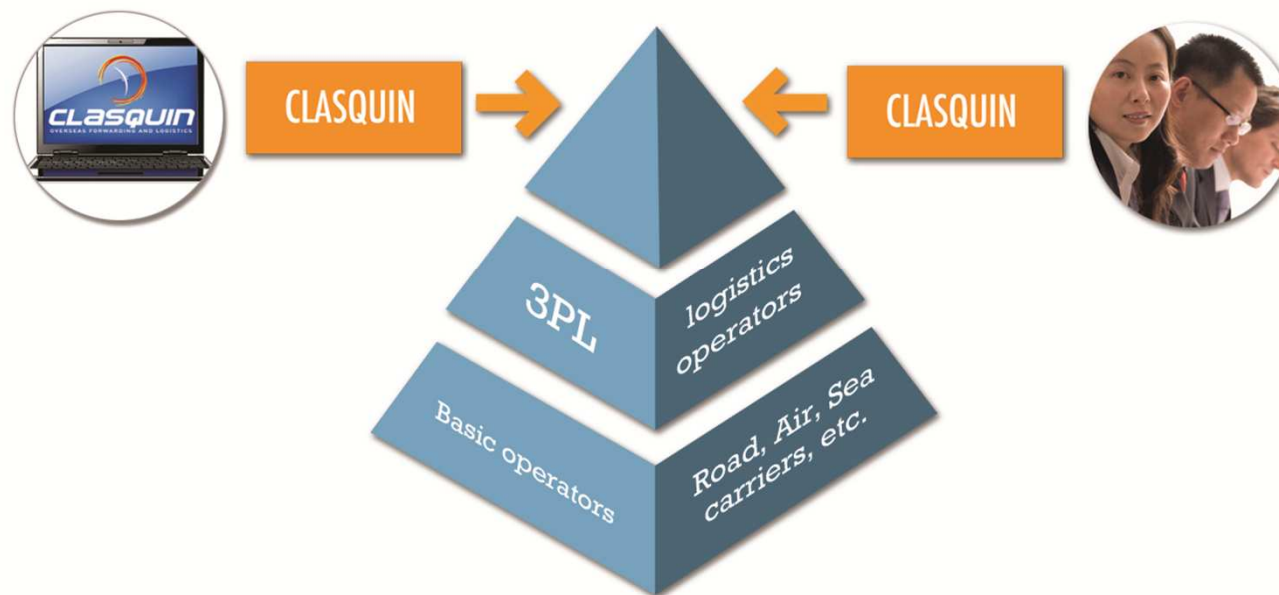 CLASQUIN
OVERSEAS FORWARDING AND LOGISTICS
CLASQUIN
CLASQUIN
3PL
logistics
operators
Basic operators
Road, Air, Sea
carriers, etc.